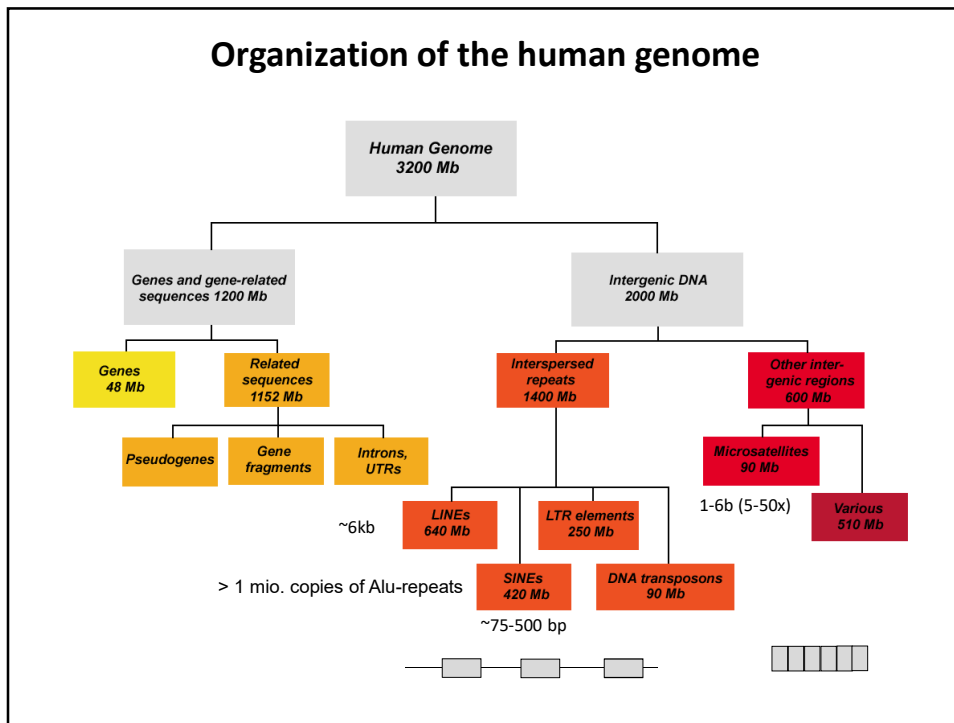 Organization of the human genome
Human Genome
3200 Mb
Genes and gene-related
sequences 1200 Mb
Intergenic DNA
2000 Mb
Genes
48 Mb
Related
sequences
1152 Mb
Interspersed
repeats
1400 Mb
Other inter-
genic regions
600 Mb
Pseudogenes
Gene
fragments
Introns,
UTRs
Microsatellites
90 Mb
1-6b (5-50x)
Various
510 Mb
~6kb
LINEs
640 Mb
LTR elements
250 Mb
> 1 mio. copies of Alu-repeats
SINEs
420 Mb
DNA transposons
90 Mb
~75-500 bp